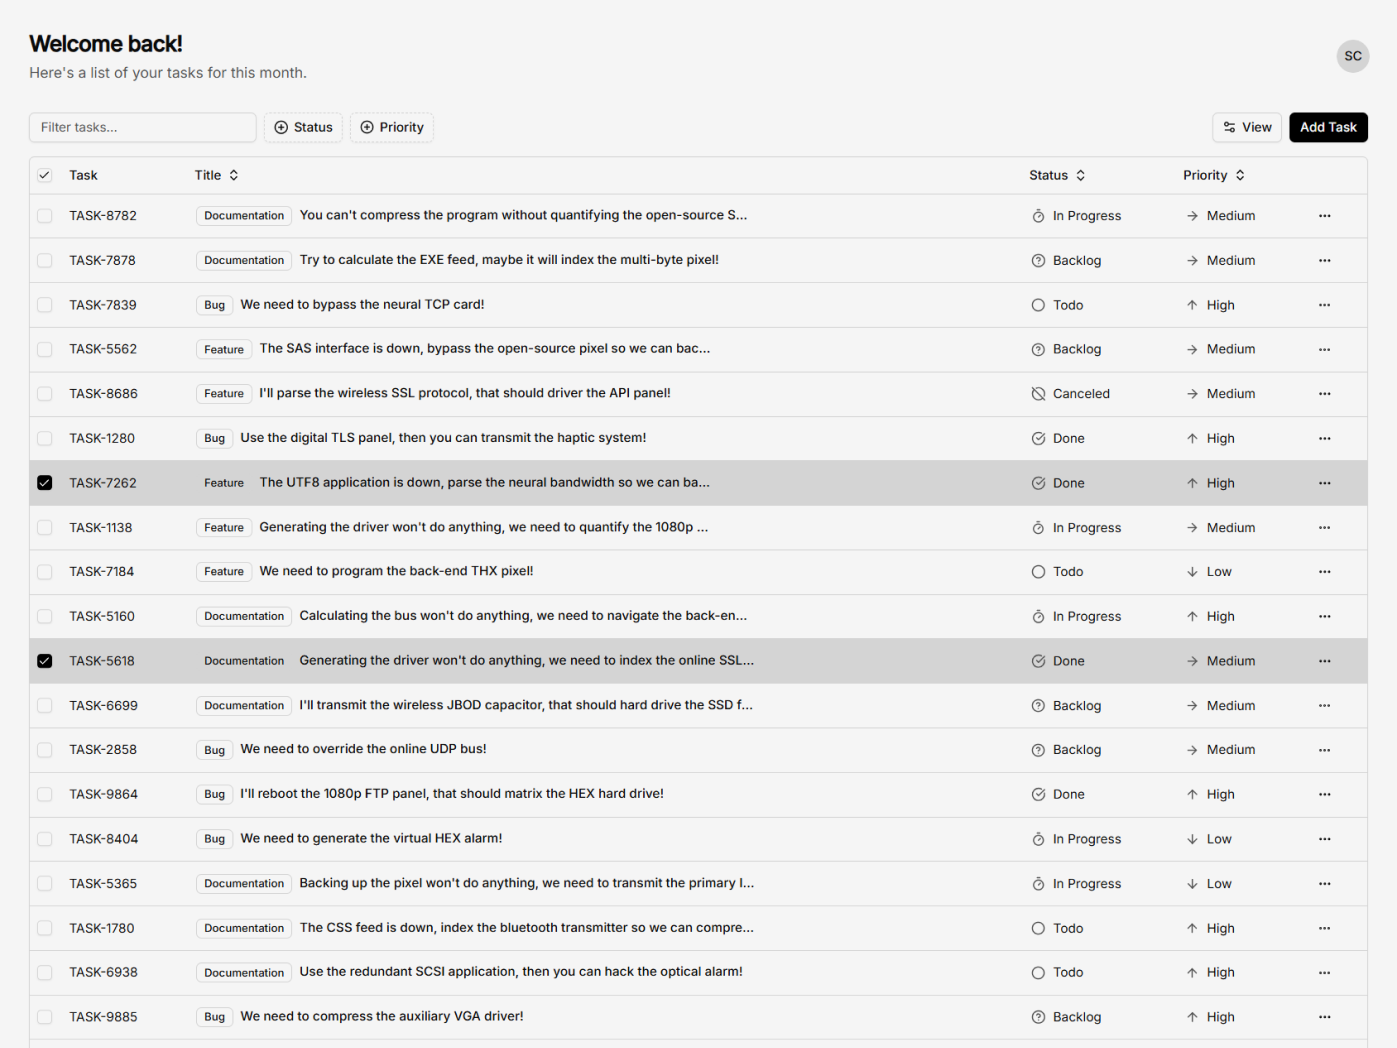 Welcome back!
Here's a list of your tasks for this month.
SC
Filter tasks...
Status
Priority
View
Add Task
Task Title Status Priority
TASK-8782 Documentation You can't compress the program without quantifying the open-source S... In Progress Medium
TASK-7878 Documentation Try to calculate the EXE feed, maybe it will index the multi-byte pixel! Backlog Medium
TASK-7839 Bug We need to bypass the neural TCP card! Todo High
TASK-5562 Feature The SAS interface is down, bypass the open-source pixel so we can bac... Backlog Medium
TASK-8686 Feature I'll parse the wireless SSL protocol, that should driver the API panel! Canceled Medium
TASK-1280 Bug Use the digital TLS panel, then you can transmit the haptic system! Done High
TASK-7262 Feature The UTF8 application is down, parse the neural bandwidth so we can ba... Done High
TASK-1138 Feature Generating the driver won't do anything, we need to quantify the 1080p ... In Progress Medium
TASK-7184 Feature We need to program the back-end THX pixel! Todo Low
TASK-5160 Documentation Calculating the bus won't do anything, we need to navigate the back-en... In Progress High
TASK-5618 Documentation Generating the driver won't do anything, we need to index the online SSL... Done Medium
TASK-6699 Documentation I'll transmit the wireless JBOD capacitor, that should hard drive the SSD f... Backlog Medium
TASK-2858 Bug We need to override the online UDP bus! Backlog Medium
TASK-9864 Bug I'll reboot the 1080p FTP panel, that should matrix the HEX hard drive! Done High
TASK-8404 Bug We need to generate the virtual HEX alarm! In Progress Low
TASK-5365 Documentation Backing up the pixel won't do anything, we need to transmit the primary I... In Progress Low
TASK-1780 Documentation The CSS feed is down, index the bluetooth transmitter so we can compre... Todo High
TASK-6938 Documentation Use the redundant SCSI application, then you can hack the optical alarm! Todo High
TASK-9885 Bug We need to compress the auxiliary VGA driver! Backlog High